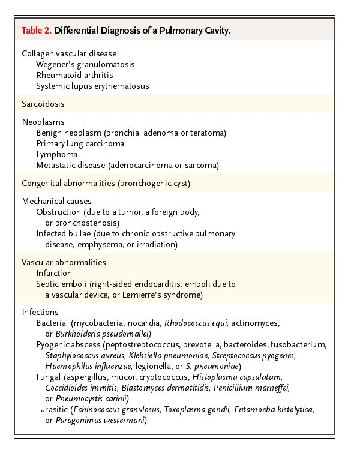 Table 2. Differential Diagnosis of a Pulmonary Cavity.
Collagen vascular disease
Wegener's granulomatosis
Rheumatoid arthritis
Systemic lupus erythematosus
Sarcoidosis
Neoplasms
Benign neoplasm (bronchial adenoma or teratoma)
Primary lung carcinoma
Lymphoma
Metastatic disease (adenocarcinoma or sarcoma)
Congenital abnormalities (bronchogenic cyst)
Mechanical causes
Obstruction (due to a tumor, a foreign body,
or bronchostenosis)
Infected bullae (due to chronic obstructive pulmonary
disease, emphysema, or irradiation)
Vascular abnormalities
Infarction
Septic emboli (right-sided endocarditis, emboli due to
a vascular device, or Lemierre's syndrome)
Infections
Bacterial (mycobacteria, nocardia, Rhodococcus equi, actinomyces,
or Burkholderia pseudomallei)
Pyogenic abscess (peptostreptococcus, prevotella, bacteroides, fusobacterium,
Staphylococcus aureus, Klebsiella pneumoniae, Streptococcus pyogenes,
Haemophilus influenzae, legionella, or S. pneumoniae)
Fungal (aspergillus, mucor, cryptococcus, Histoplasma capsulatum,
Coccidioides immitis, Blastomyces dermatitidis, Penicillium marneffei,
or Pneumocystis carinii)
Parasitic (Echinococcus granulosus, Toxoplasma gondii, Entamoeba histolytica,
or Paragonimus westermani)